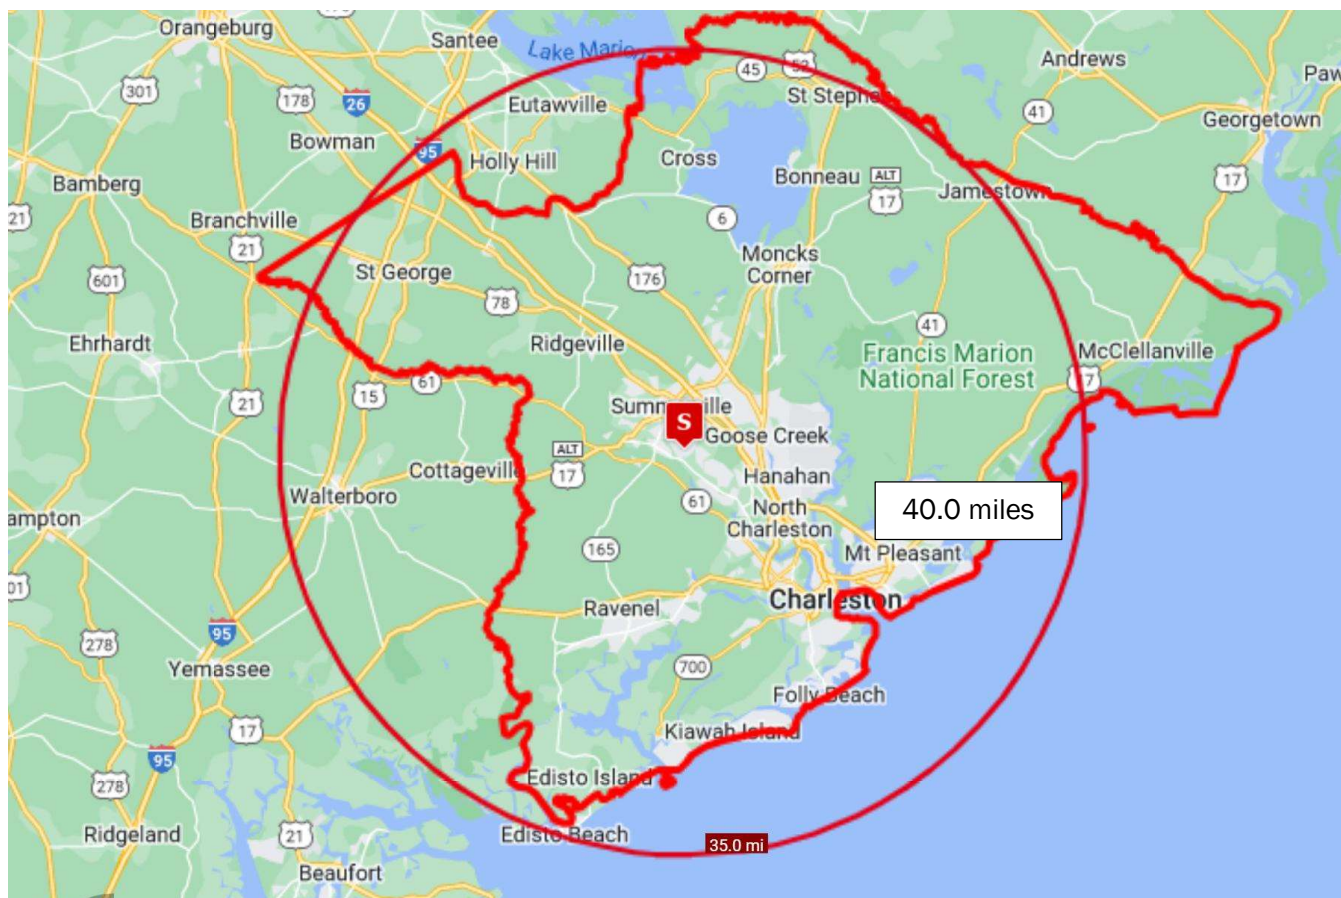 Orangeburg
Santee
Lake Marion
Andrews
Paw
301
178
26
Eutawville
45
52
St Stephe
41
Georgetown
Bowman
95
Holly Hill
Cross
Bonneau
ALT
17
17
Bamberg
21
Branchville
21
6
Jamestown
Moncks
Corner
601
St George
78
176
41
Ehrhardt
Ridgeville
Francis Marion
National Forest
McClellanville
17
21
15
61
Summ ville
S
Goose Creek
ALT
17
Cottageville
Hanahan
Walterboro
61
North
Charleston
40.0 miles
ampton
165
Mt Pleasant
01
Ravenel
Charleston
278
95
Yemassee
700
Folly Beach
17
Kiawah Island
95
278
Edisto Island
Ridgeland
21
Edisto Beach
35.0 mi
Beaufort